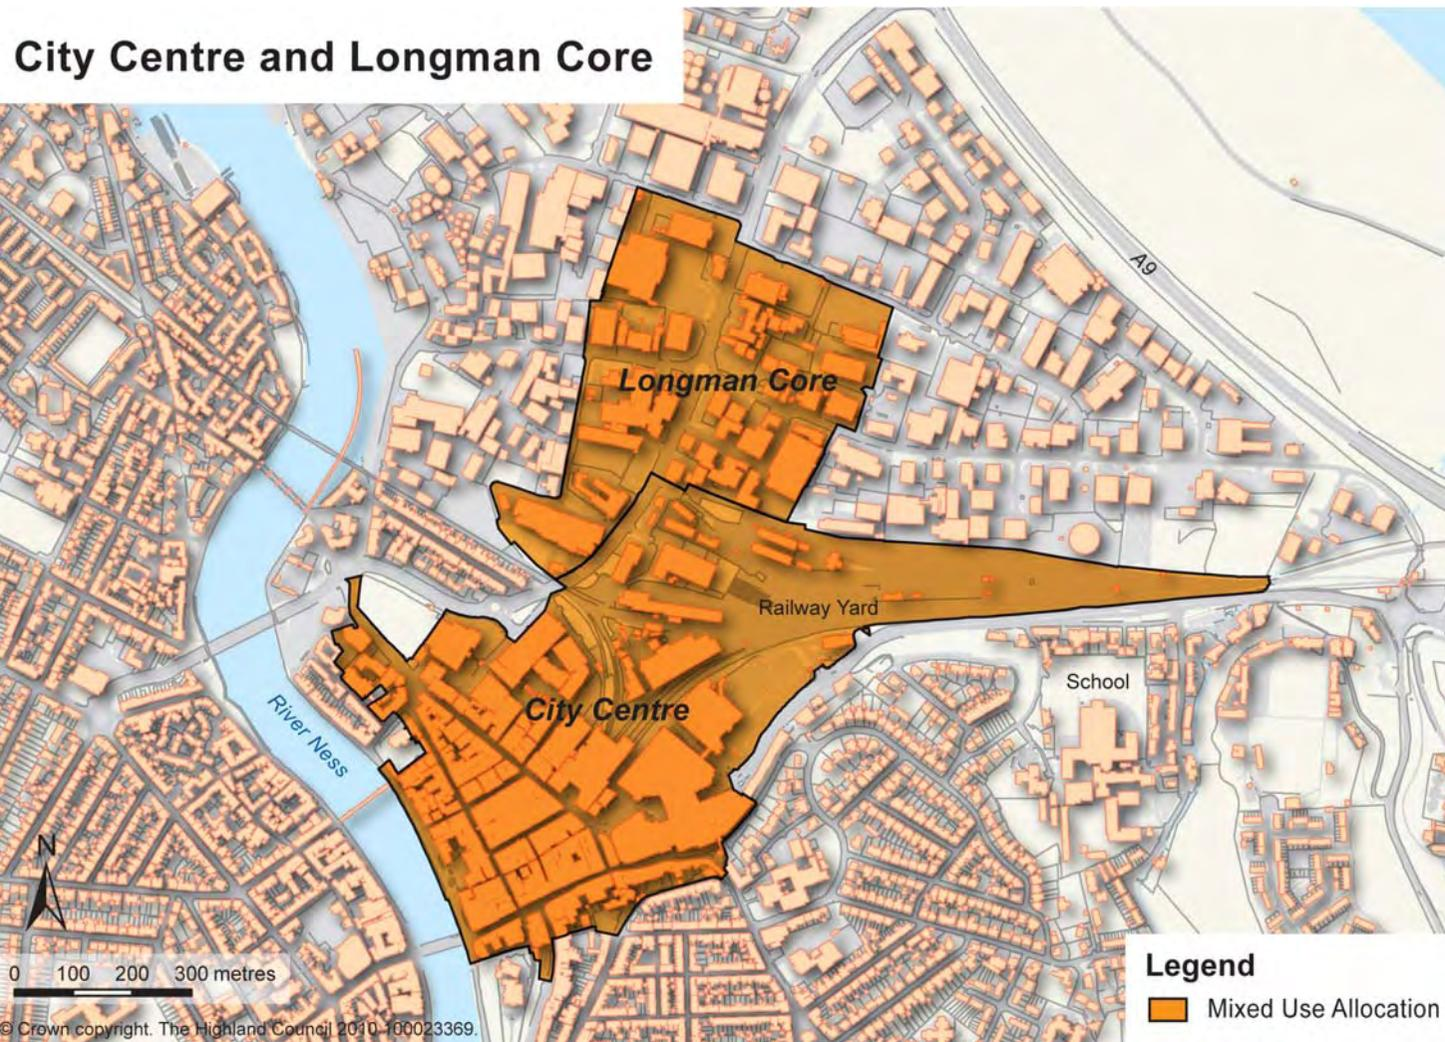 City Centre and Longman Core
A9
Longman Core
Railway Yard
School
City Centre
River Ness
N
0 100 200 300 metres
Legend
Mixed Use Allocation
© Crown copyright. The Highland Council 2010 100023369.